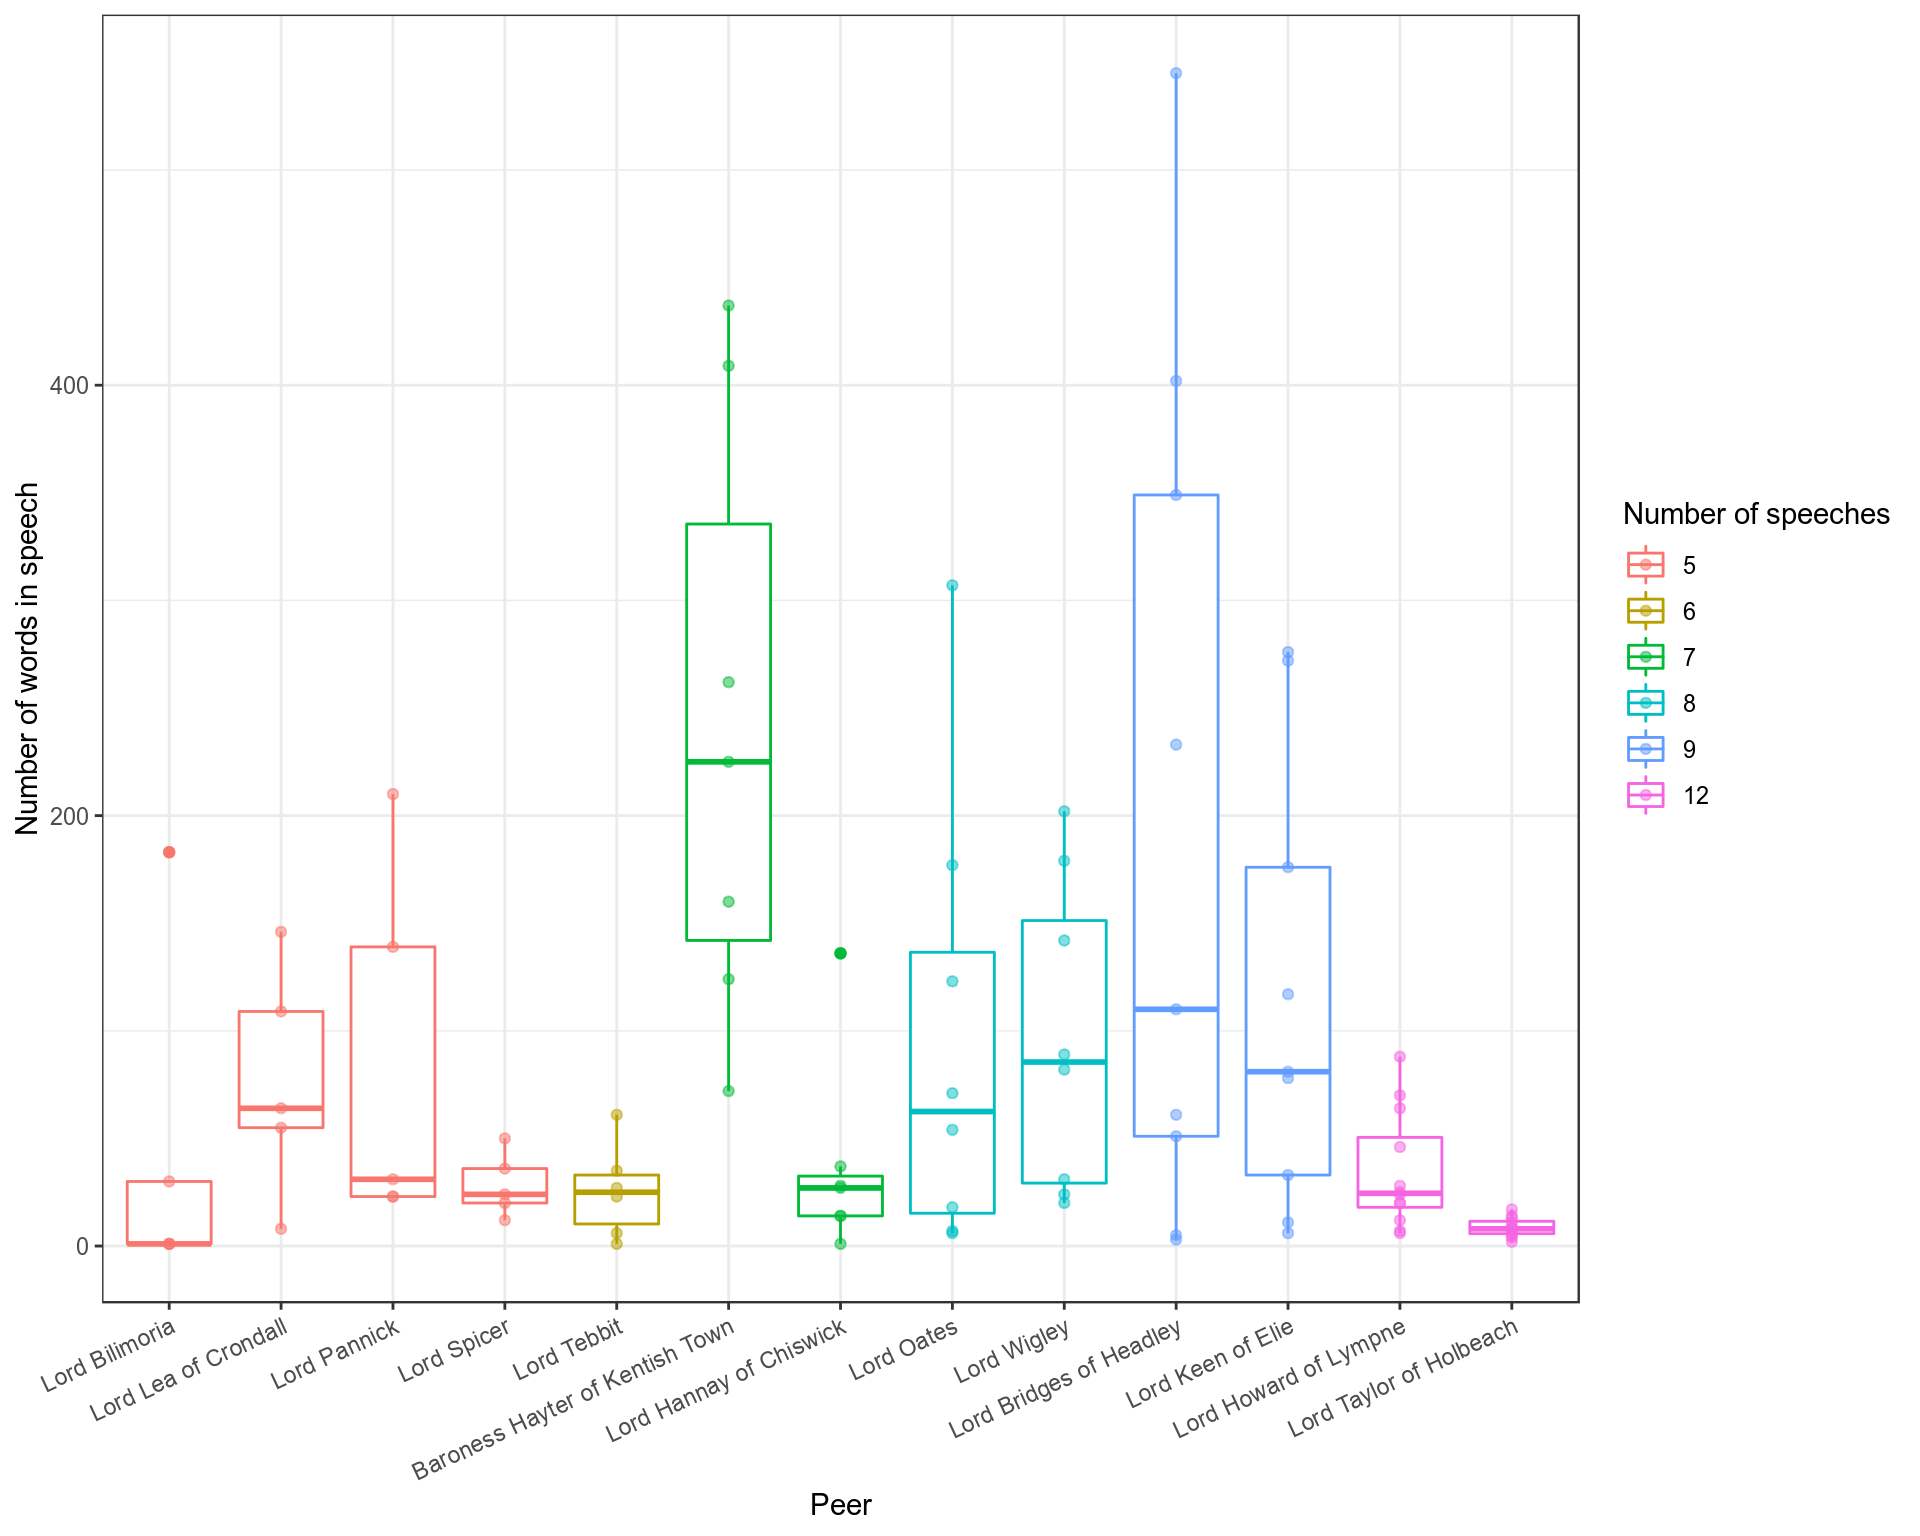 400
200
0
Number of words in speech
Lord Bilimoria
Lord Lea of Crondall
Lord Pannick
Lord Spicer
Lord Tebbit
Baroness Hayter of Kentish Town
Lord Hannay of Chiswick
Lord Oates
Lord Wigley
Lord Bridges of Headley
Lord Keen of Elie
Lord Howard of Lympne
Lord Taylor of Holbeach
Peer
Number of speeches
5
6
7
8
9
12